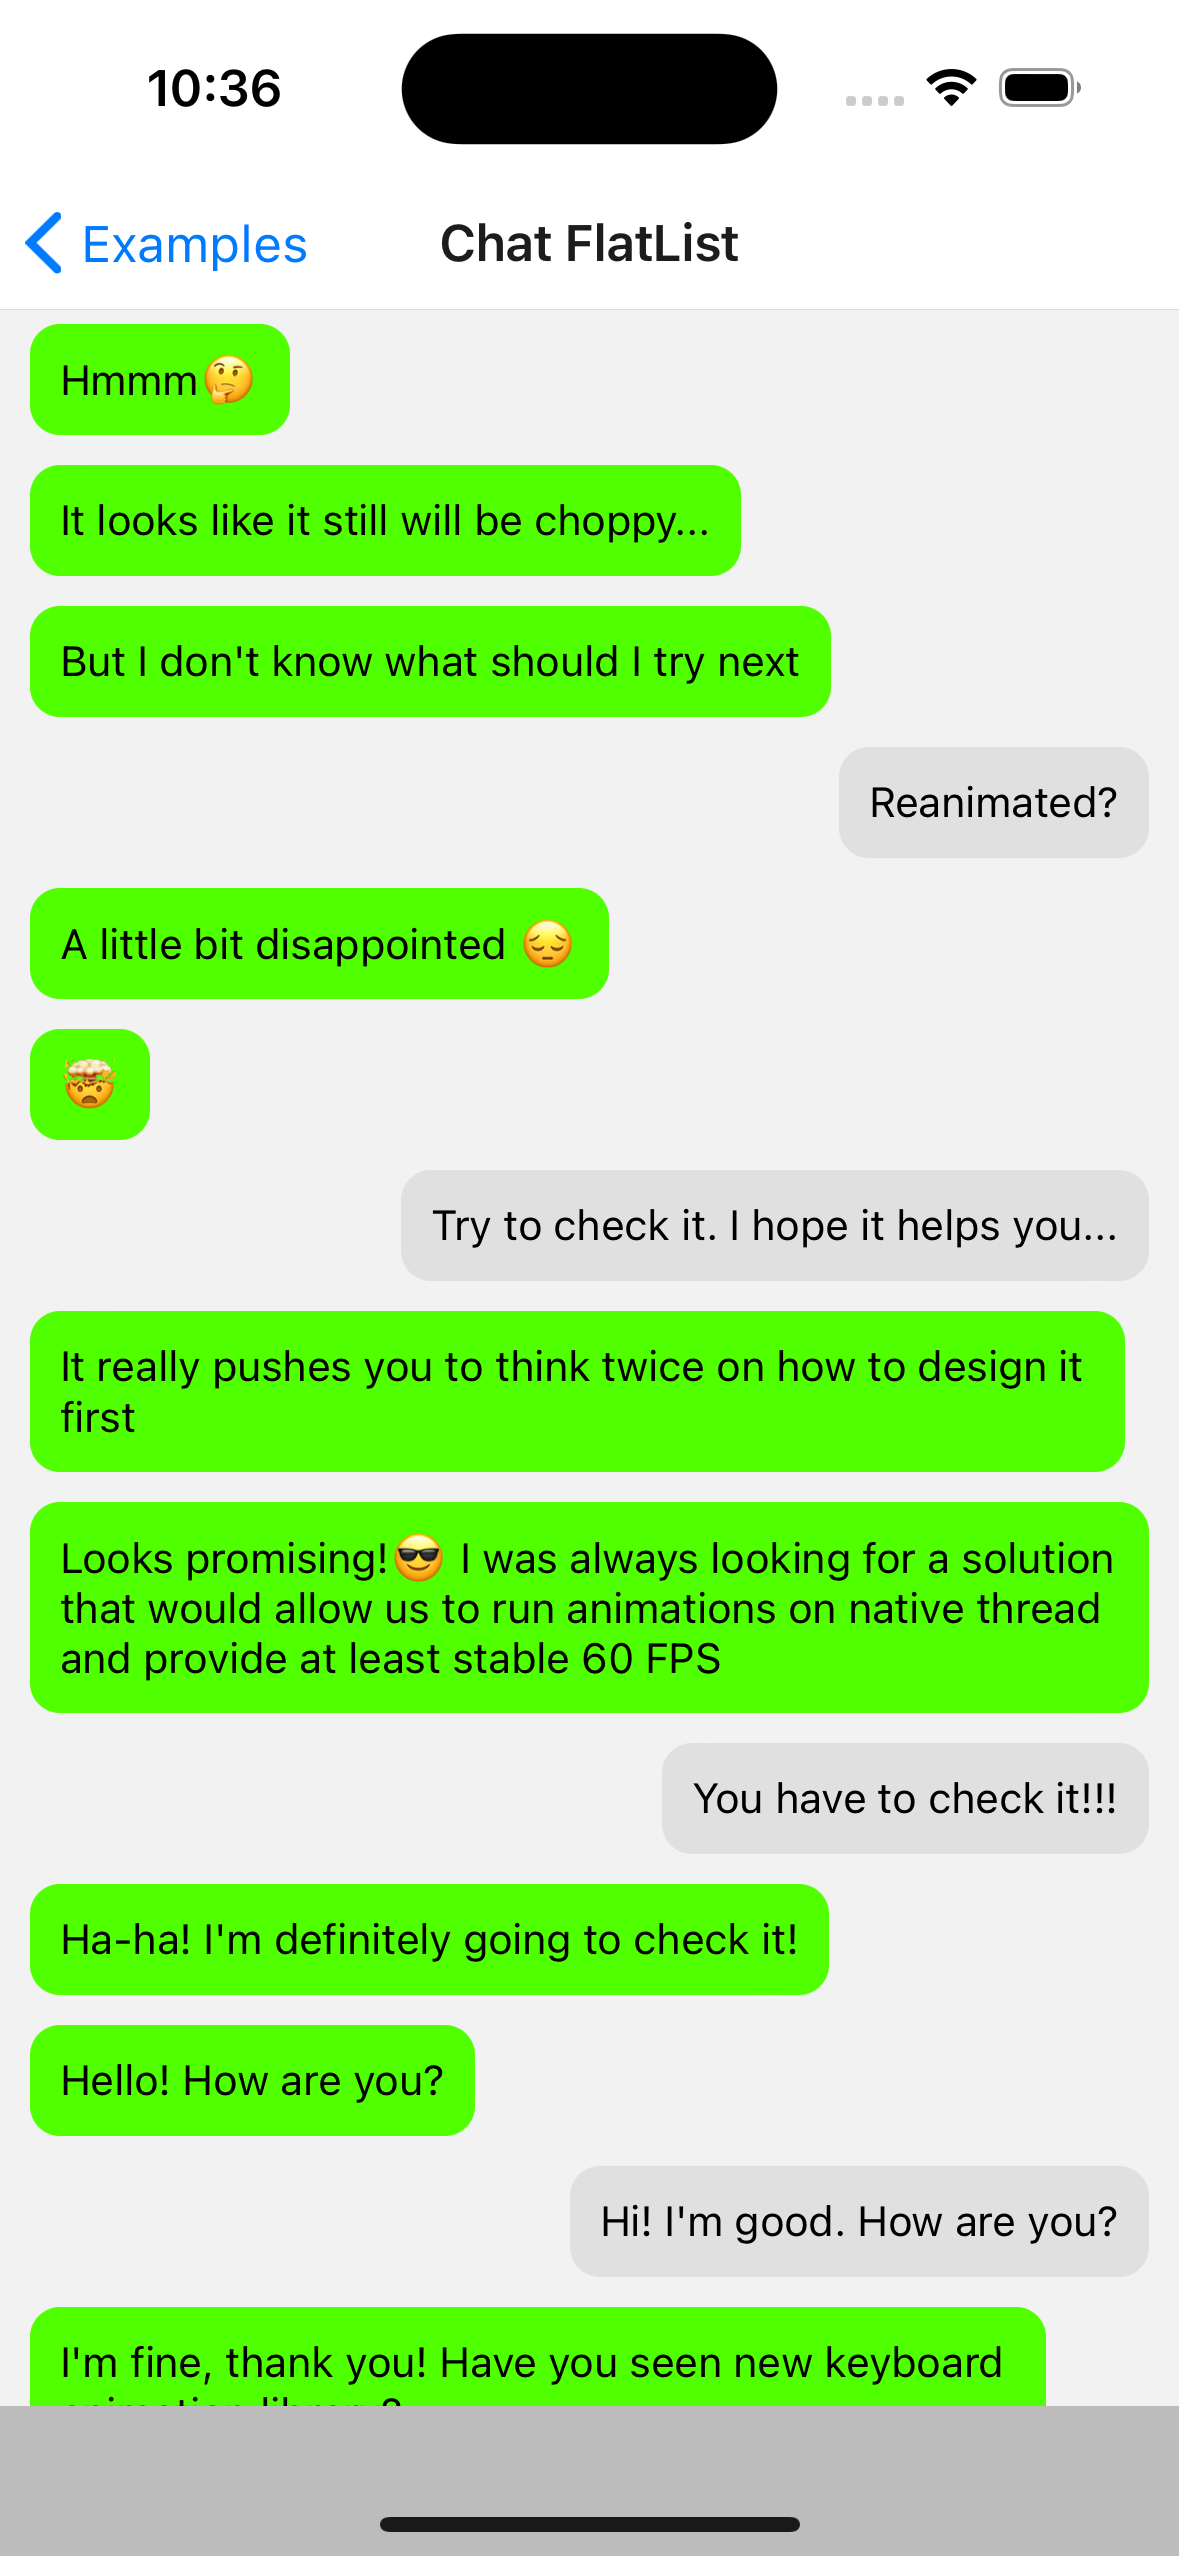 10:36
Examples
Chat FlatList
Hmmm🤔
It looks like it still will be choppy...
But I don't know what should I try next
Reanimated?
A little bit disappointed 😔
🤯
Try to check it. I hope it helps you...
It really pushes you to think twice on how to design it
first
Looks promising!😎 I was always looking for a solution
that would allow us to run animations on native thread
and provide at least stable 60 FPS
You have to check it!!!
Ha-ha! I'm definitely going to check it!
Hello! How are you?
Hi! I'm good. How are you?
I'm fine, thank you! Have you seen new keyboard